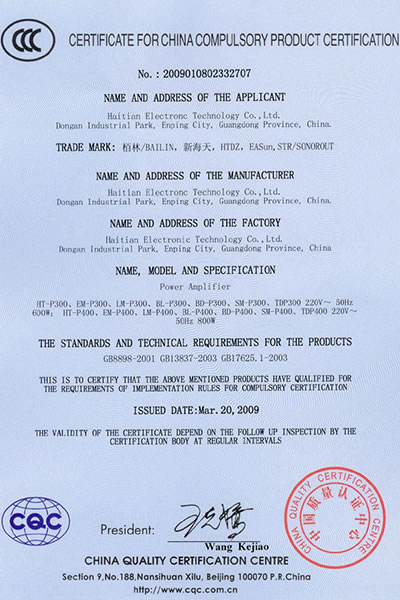 CCC
CERTIFICATE FOR CHINA COMPULSORY PRODUCT CERTIFICATION
No.: 2009010802332707
NAME AND ADDRESS OF THE APPLICANT
Haitian Electronc Technology Co.,Ltd.
Dongan Industrial Park, Enping City, Guangdong Province, China.
TRADE MARK: 栢林/BAILIN, 新海天, HTDZ, EASun, STR/SONOROUT
NAME AND ADDRESS OF THE MANUFACTURER
Haitian Electronc Technology Co.,Ltd.
Dongan Industrial Park, Enping City, Guangdong Province, China.
NAME AND ADDRESS OF THE FACTORY
Haitian Electronic Technology Co.,Ltd.
Dongan Industrial Park, Enping City, Guangdong Province, China
NAME, MODEL AND SPECIFICATION
Power Amplifier
HT-P300、EM-P300、LM-P300、BL-P300、BD-P300、SM-P300、TDP300 220V~ 50Hz
600W; HT-P400、EM-P400、LM-P400、BL-P400、BD-P400、SM-P400、TDP400 220V~
50Hz 800W
THE STANDARDS AND TECHNICAL REQUIREMENTS FOR THE PRODUCTS
GB8898-2001 GB13837-2003 GB17625.1-2003
THIS IS TO CERTIFY THAT THE ABOVE MENTIONED PRODUCTS HAVE QUALIFIED FOR
THE REQUIREMENTS OF IMPLEMENTATION RULES FOR COMPULSORY CERTIFICATION
ISSUED DATE:Mar. 20, 2009
THE VALIDITY OF THE CERTIFICATE DEPEND ON THE FOLLOW UP INSPECTION BY THE
CERTIFICATION BODY AT REGULAR INTERVALS
CHINA QUALITY CERTIFICATION CENTRE
中国质量认证中心
CQC
President:
Wang Kejiao
CHINA QUALITY CERTIFICATION CENTRE
Section 9,No.188,Nansihuan Xilu, Beijing 100070 P.R.China
http://www.cqc.com.cn